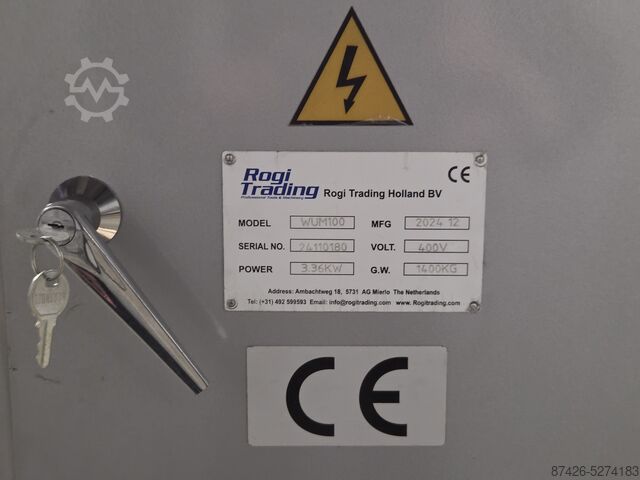 Rogi
Trading
Professional Tools & Machinery
Rogi Trading Holland BV
CE
MODEL WUM100 MFG 2024 12
SERIAL NO. 24110180 VOLT. 400V
POWER 3.36KW G.W. 1400KG
Address: Ambachtweg 18, 5731 AG Mierlo The Netherlands
Tel: (+31) 492 599593 Email: info@rogitrading.com www.Rogitrading.com
CE
87426-5274183